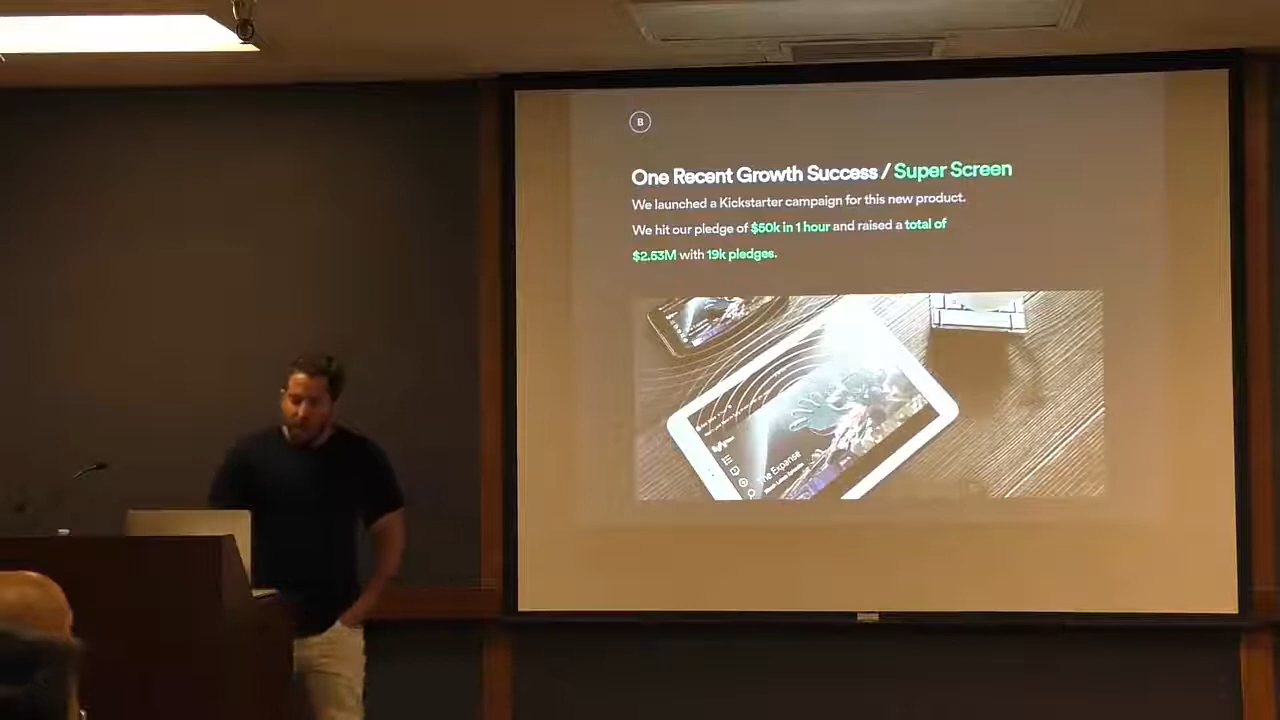 B
One Recent Growth Success / Super Screen
We launched a Kickstarter campaign for this new product.
We hit our pledge of $50k in 1 hour and raised a total of
$2.53M with 19k pledges.
The Expanse